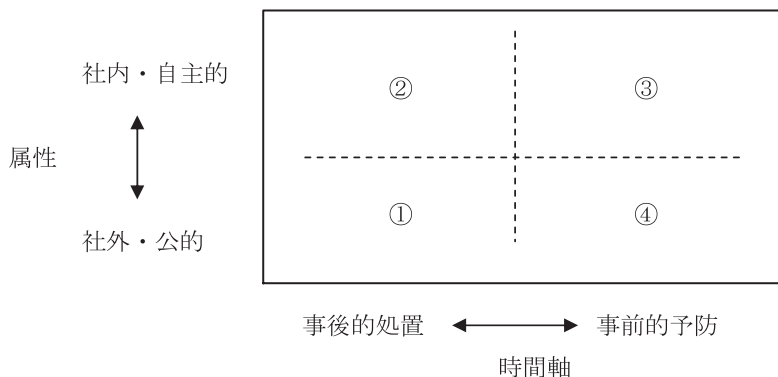 社内・自主的
② ③
属性
① ④
社外・公的
事後的処置 事前的予防
時間軸